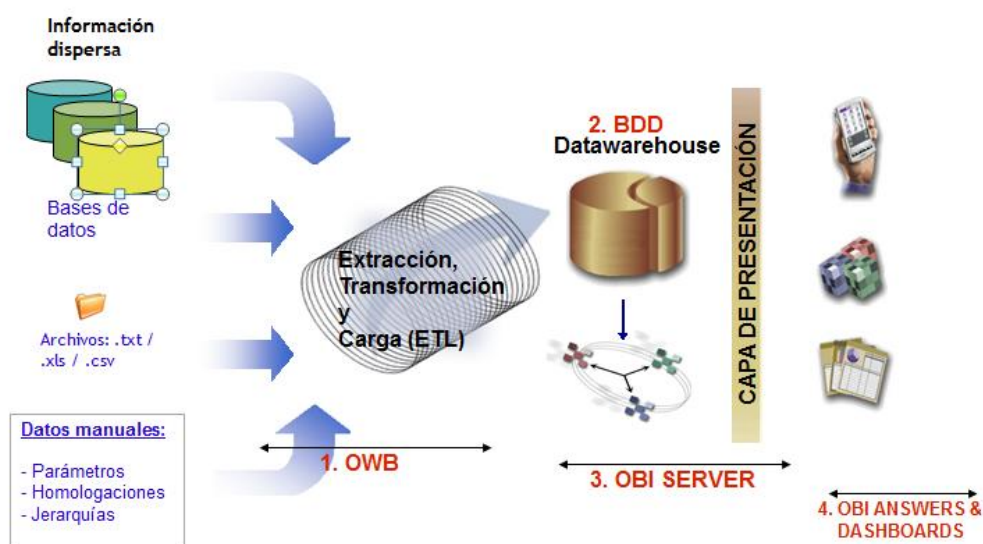 Información
dispersa
Bases de
datos
Archivos: .txt /
.xls / .csv
Datos manuales:
- Parámetros
- Homologaciones
- Jerarquías
Extracción,
Transformación
y
Carga (ETL)
1. OWB
2. BDD
Datawarehouse
3. OBI SERVER
CAPA DE PRESENTACIÓN
4. OBI ANSWERS &
DASHBOARDS